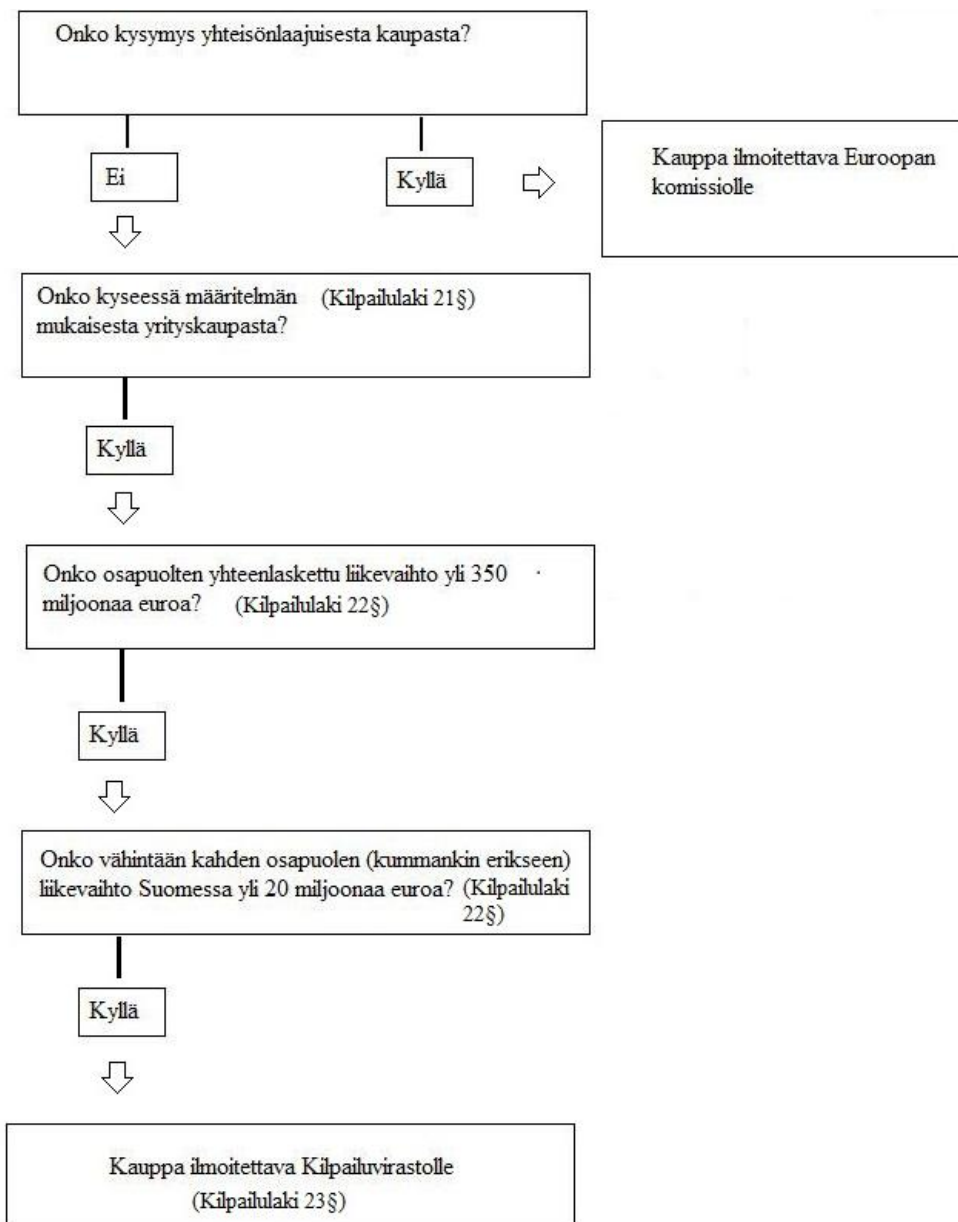 Onko kysymys yhteisönlaajuisesta kaupasta?
Ei
Kyllä
Kauppa ilmoitettava Euroopan
komissiolle
Onko kyseessä määritelmän (Kilpailulaki 21§)
mukaisesta yrityskaupasta?
Kyllä
Onko osapuolten yhteenlaskettu liikevaihto yli 350
miljoonaa euroa? (Kilpailulaki 22§)
Kyllä
Onko vähintään kahden osapuolen (kummankin erikseen)
liikevaihto Suomessa yli 20 miljoonaa euroa? (Kilpailulaki
22§)
Kyllä
Kauppa ilmoitettava Kilpailuvirastolle
(Kilpailulaki 23§)